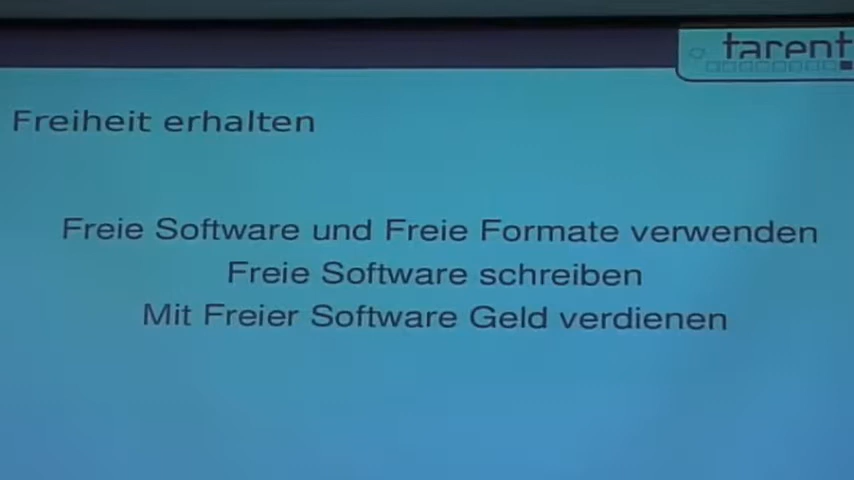 tarent
Freiheit erhalten
Freie Software und Freie Formate verwenden
Freie Software schreiben
Mit Freier Software Geld verdienen